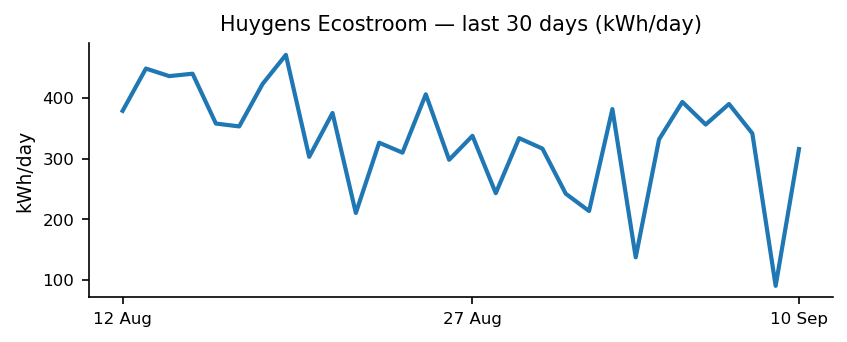 Huygens Ecostroom — last 30 days (kWh/day)
kWh/day
400
300
200
100
12 Aug
27 Aug
10 Sep